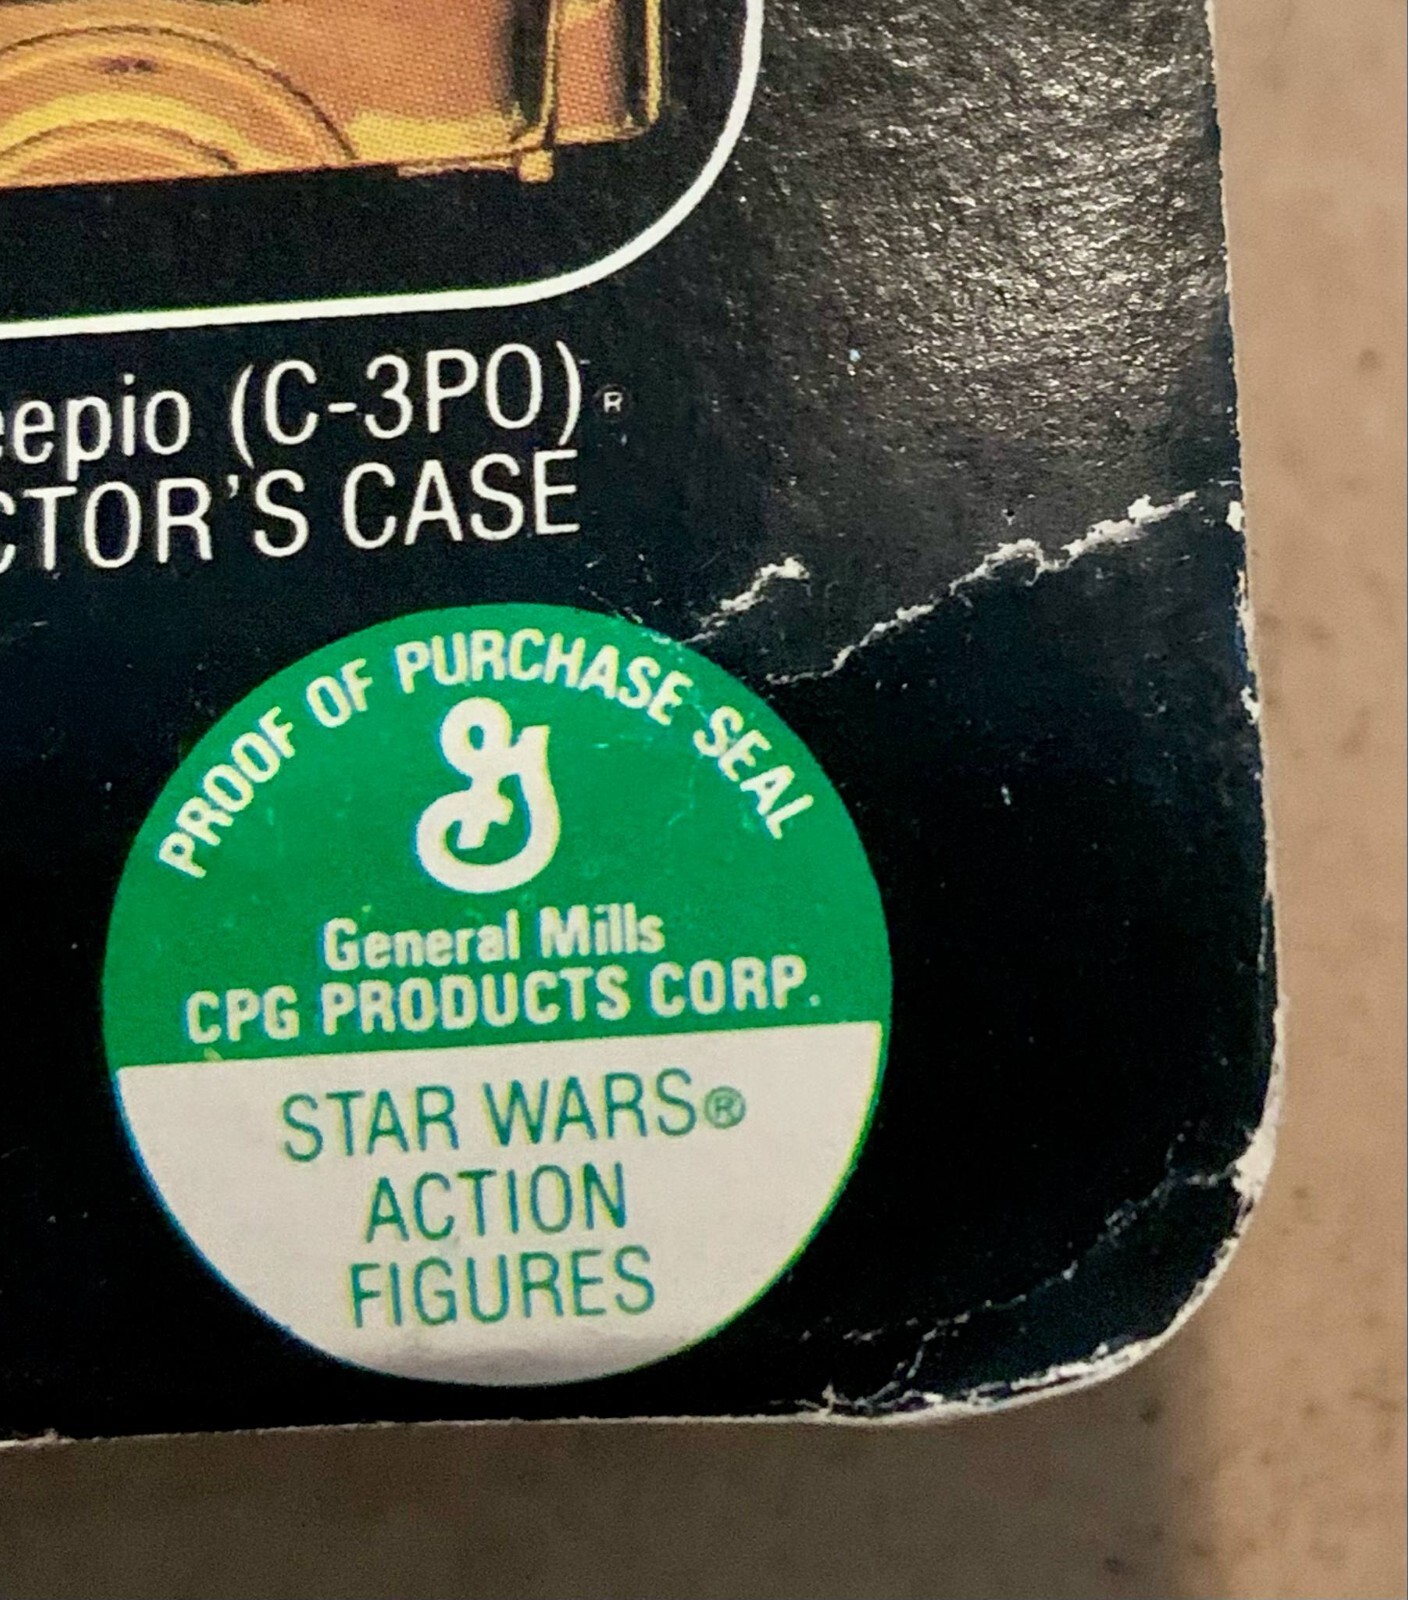 eepio (C-3PO)®
CTOR'S CASE
PROOF OF PURCHASE SEAL
General Mills
CPG PRODUCTS CORP.
STAR WARS®
ACTION
FIGURES